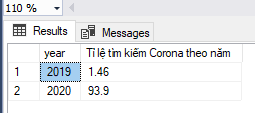 110 %
Results Messages
year Tỉ lệ tìm kiếm Corona theo năm
1 2019 1.46
2 2020 93.9